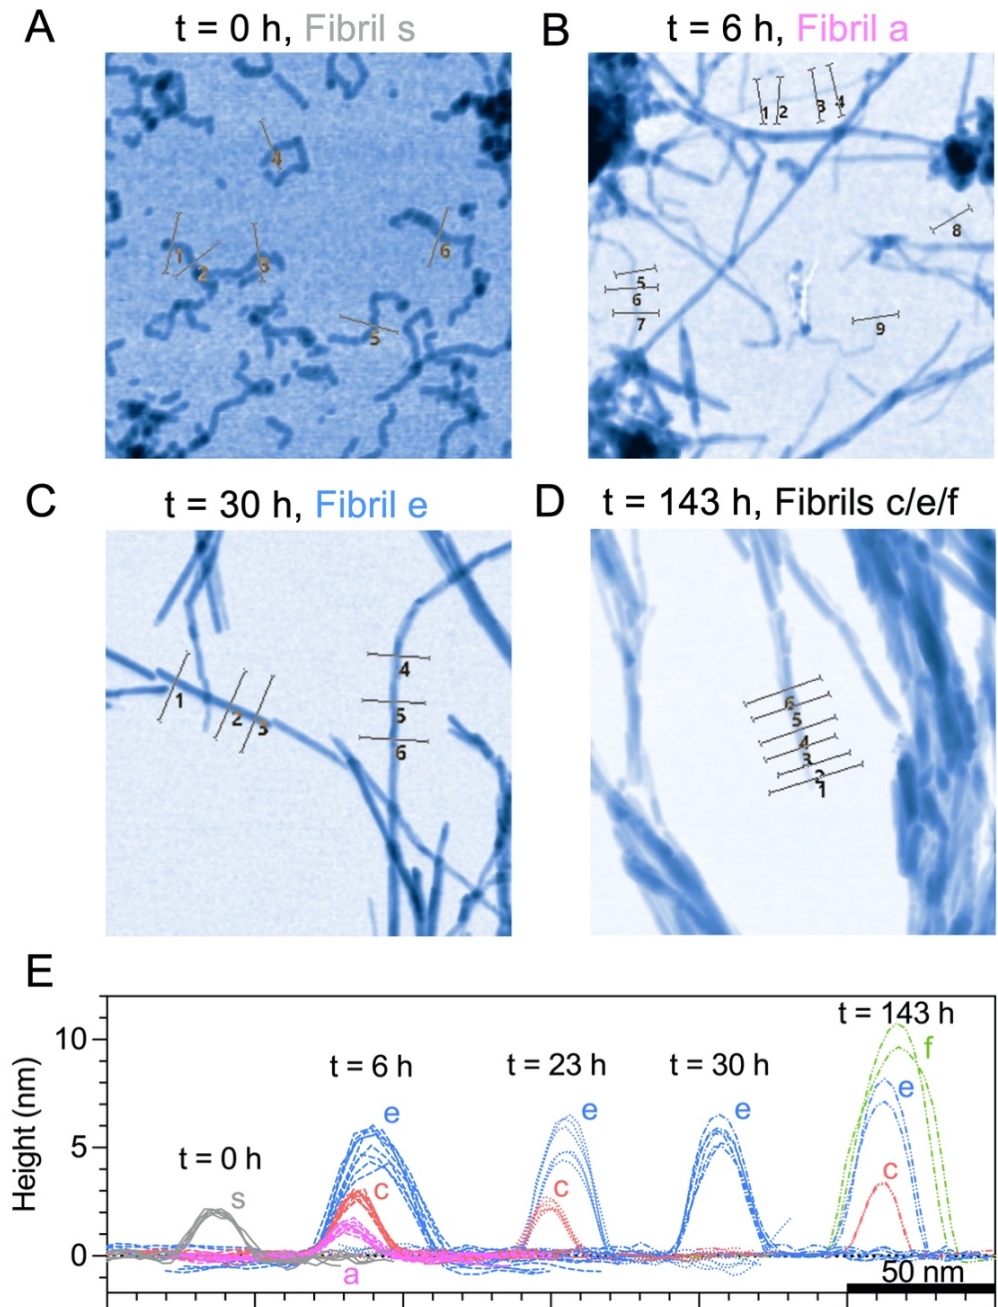 A
t = 0 h, Fibril s
4
1
2
3
6
5
B
t = 6 h, Fibril a
1
2
3
4
8
5
6
7
9
C
t = 30 h, Fibril e
1
2
3
4
5
6
D
t = 143 h, Fibrils c/e/f
6
5
4
3
2
1
E
Height (nm)
10
5
0
t = 0 h
s
t = 6 h
e
c
a
t = 23 h
e
c
t = 30 h
e
t = 143 h
f
e
c
50 nm